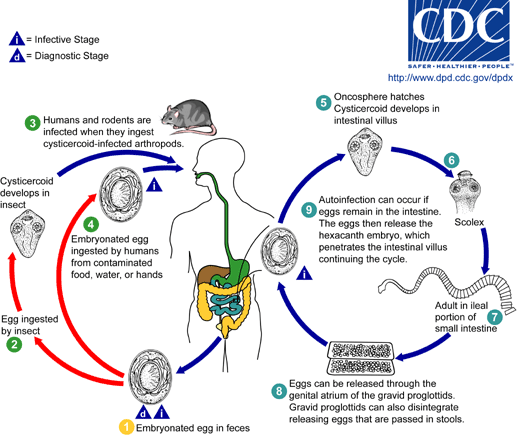 i = Infective Stage
d = Diagnostic Stage
CDC
SAFER·HEALTHIER·PEOPLE™
http://www.dpd.cdc.gov/dpdx
3 Humans and rodents are
infected when they ingest
cysticercoid-infected arthropods.
5 Oncosphere hatches
Cysticercoid develops in
intestinal villus
6
Scolex
Cysticercoid
develops in
insect
i
4
Embryonated egg
ingested by humans
from contaminated
food, water, or hands
9 Autoinfection can occur if
eggs remain in the intestine.
The eggs then release the
hexacanth embryo, which
penetrates the intestinal villus
continuing the cycle.
i
Adult in ileal
portion of
small intestine
7
Egg ingested
by insect
2
d i
1 Embryonated egg in feces
8 Eggs can be released through the
genital atrium of the gravid proglottids.
Gravid proglottids can also disintegrate
releasing eggs that are passed in stools.